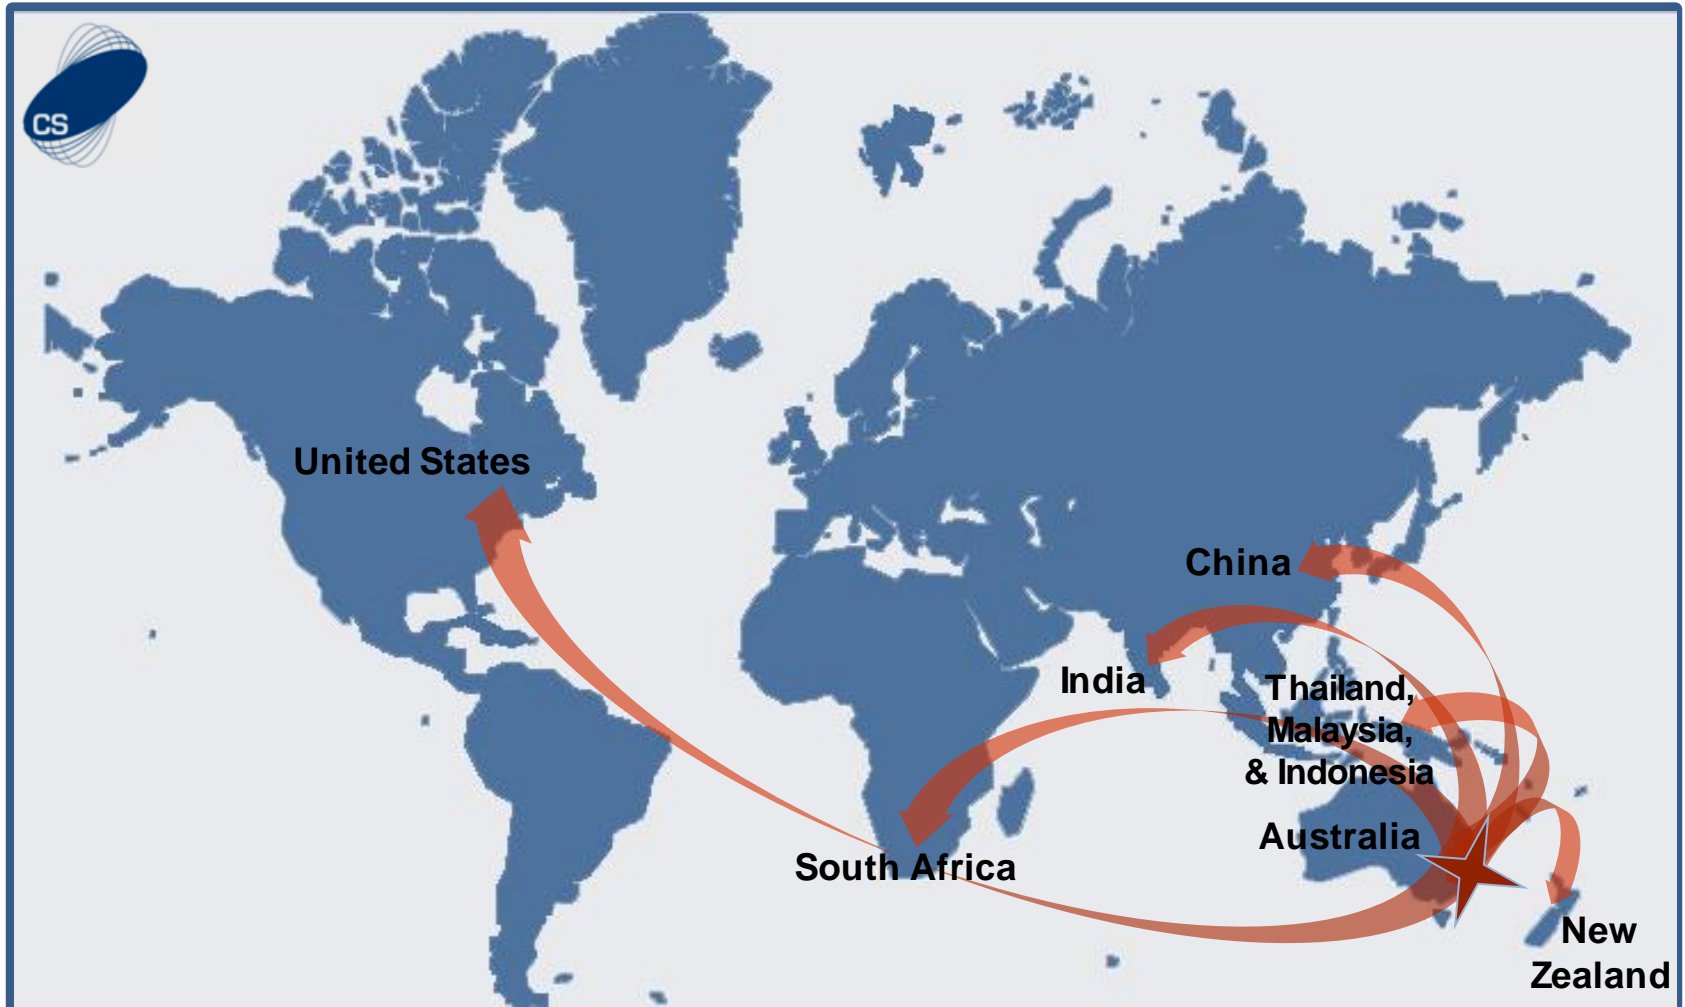 CS
United States
China
India
Thailand,
Malaysia,
& Indonesia
Australia
South Africa
New
Zealand